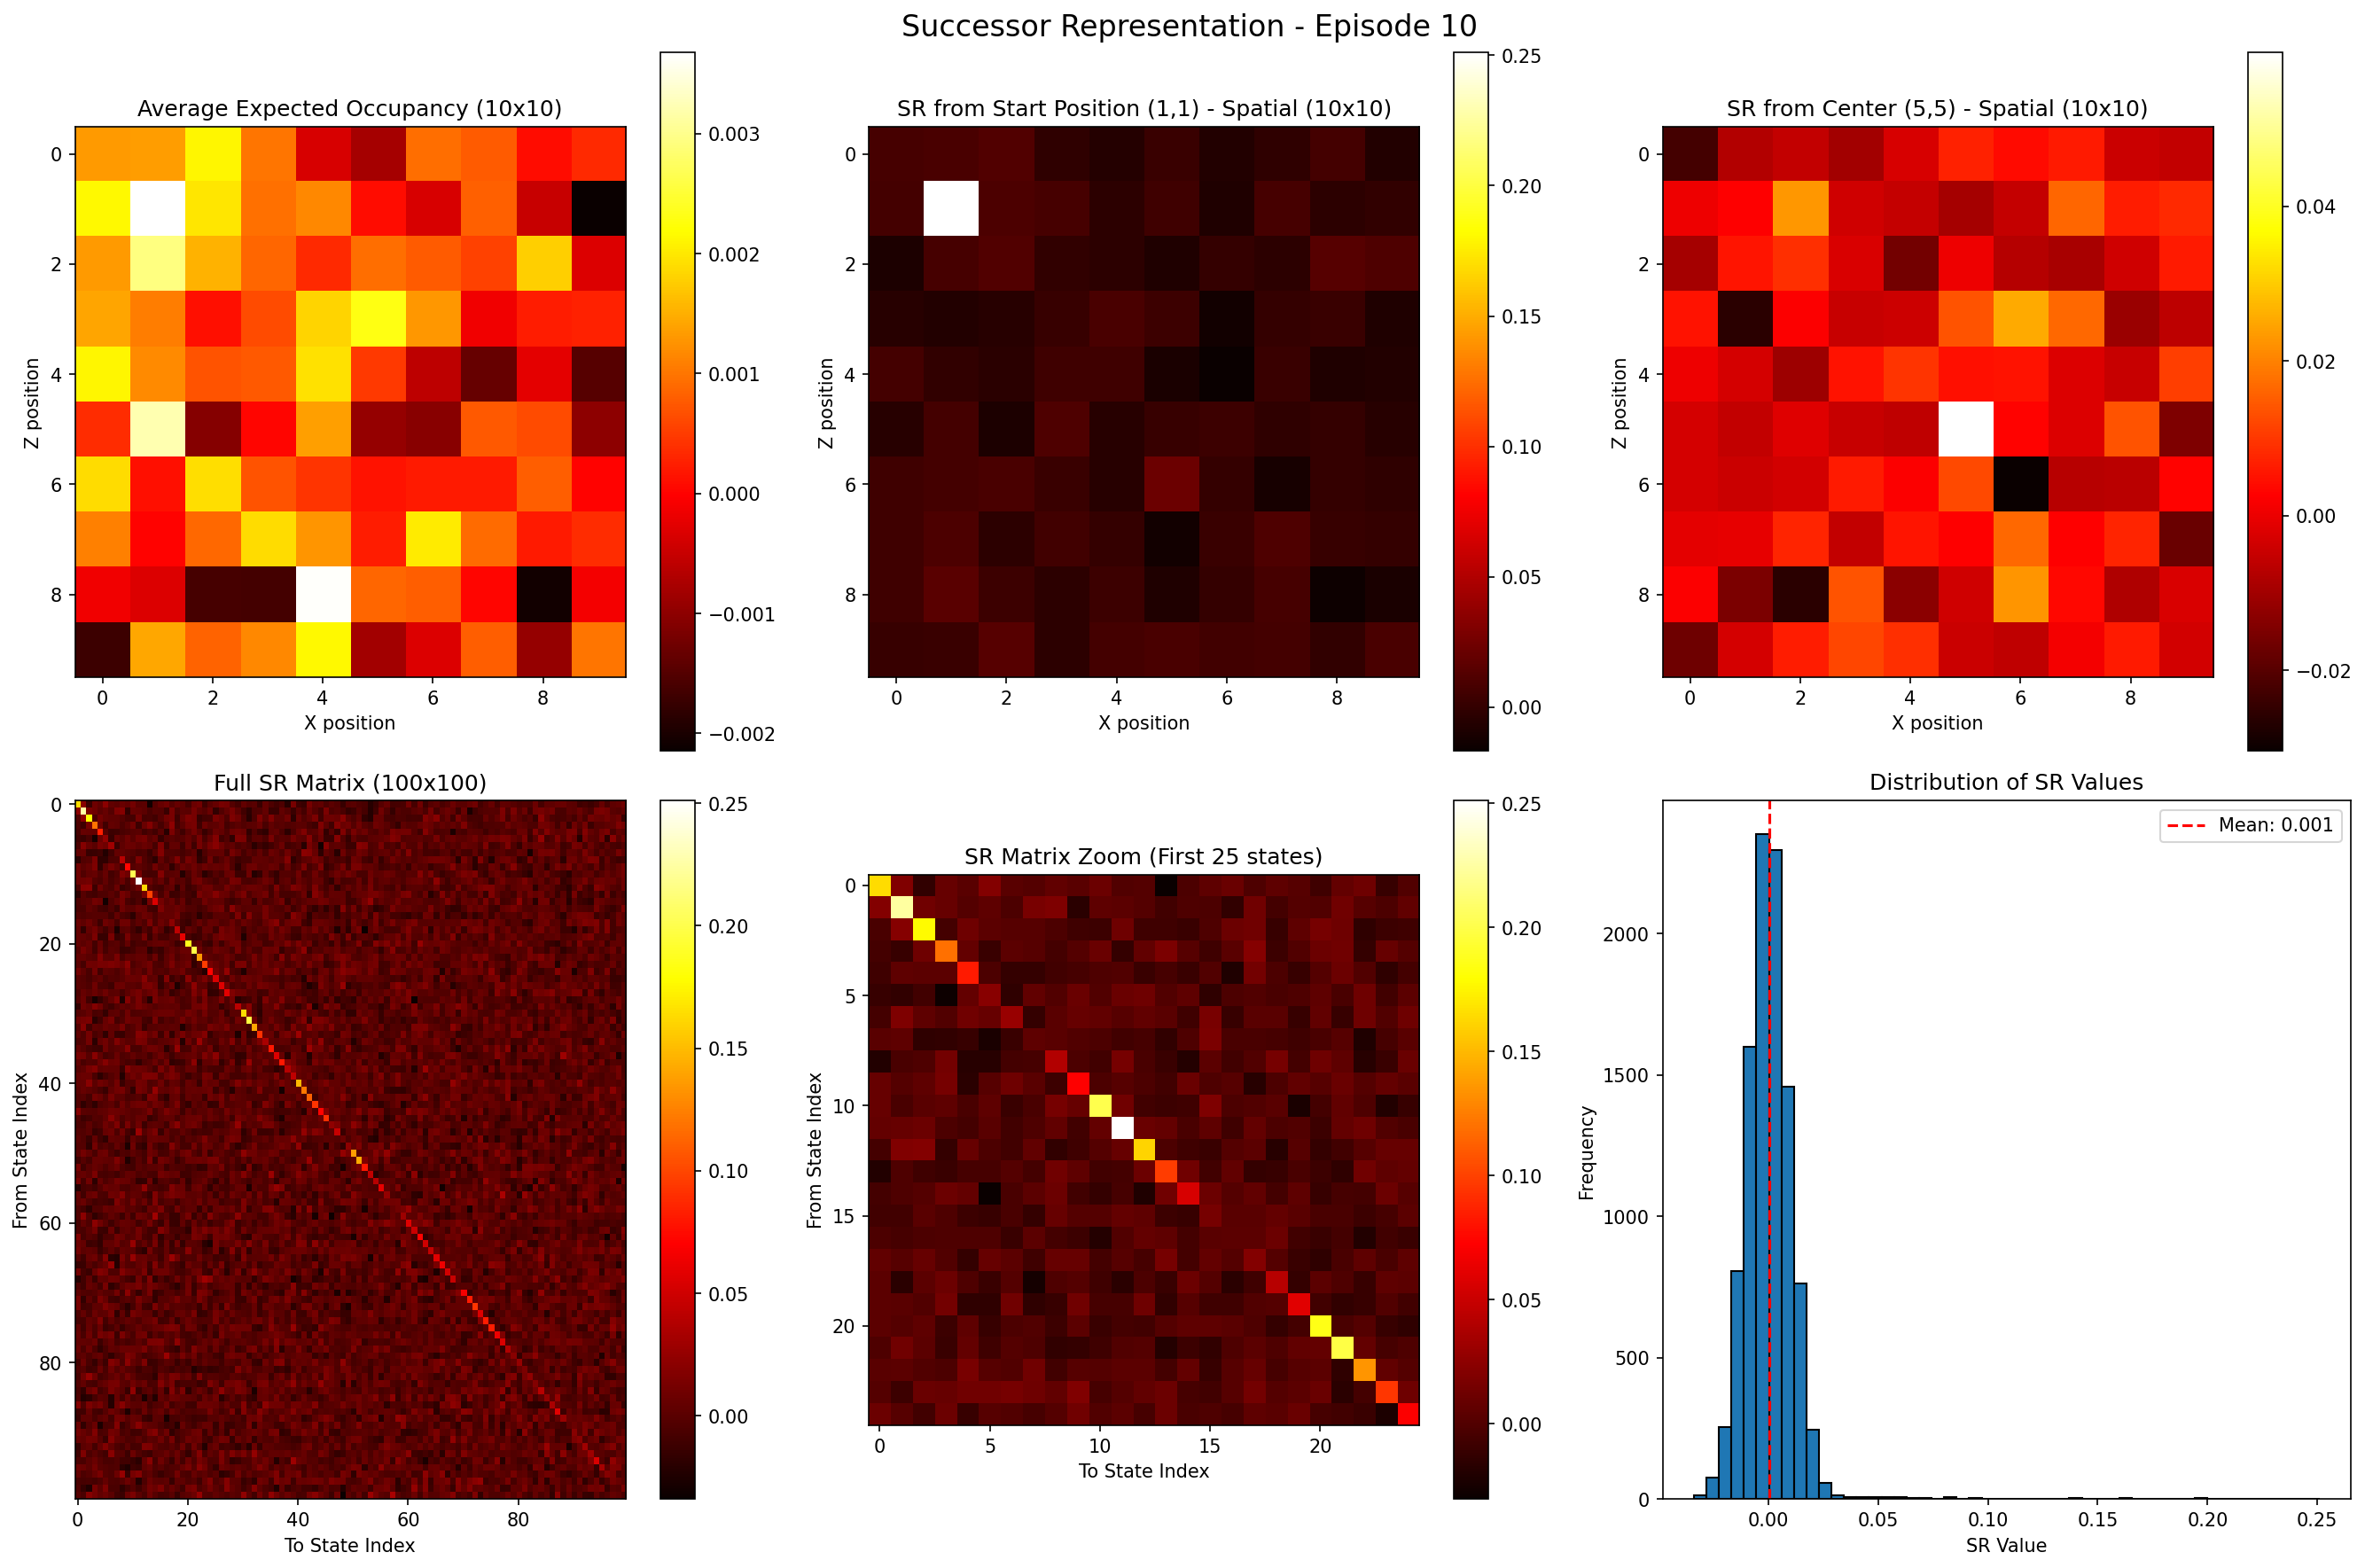 Successor Representation - Episode 10
Average Expected Occupancy (10x10)
0
2
4
6
8
Z position
0 2 4 6 8
X position
0.003
0.002
0.001
0.000
−0.001
−0.002
SR from Start Position (1,1) - Spatial (10x10)
0
2
4
6
8
Z position
0 2 4 6 8
X position
0.25
0.20
0.15
0.10
0.05
0.00
SR from Center (5,5) - Spatial (10x10)
0
2
4
6
8
Z position
0 2 4 6 8
X position
0.04
0.02
0.00
−0.02
Full SR Matrix (100x100)
0
20
40
60
80
From State Index
0 20 40 60 80
To State Index
0.25
0.20
0.15
0.10
0.05
0.00
SR Matrix Zoom (First 25 states)
0
5
10
15
20
From State Index
0 5 10 15 20
To State Index
0.25
0.20
0.15
0.10
0.05
0.00
Distribution of SR Values
Mean: 0.001
2000
1500
1000
500
0
Frequency
0.00 0.05 0.10 0.15 0.20 0.25
SR Value